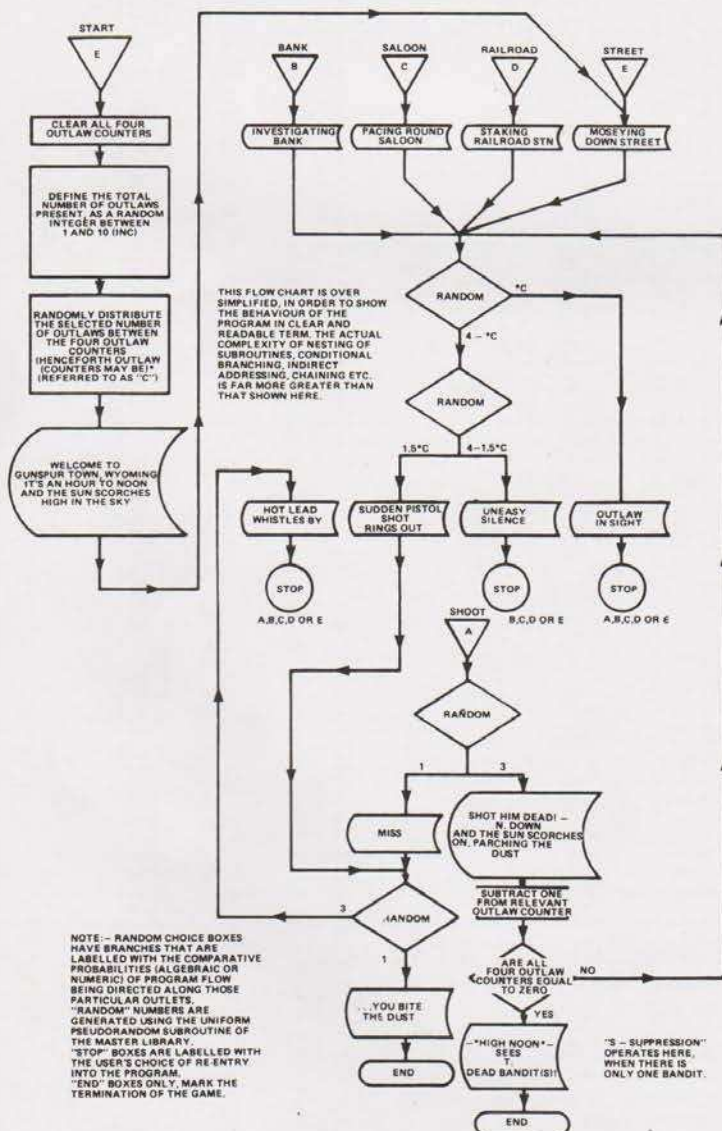 START
E
CLEAR ALL FOUR
OUTLAW COUNTERS
DEFINE THE TOTAL
NUMBER OF OUTLAWS
PRESENT, AS A RANDOM
INTEGER BETWEEN
1 AND 10 (INC)
RANDOMLY DISTRIBUTE
THE SELECTED NUMBER
OF OUTLAWS BETWEEN
THE FOUR OUTLAW
COUNTERS
(HENCEFORTH OUTLAW
(COUNTERS MAY BE)*
(REFERRED TO AS "C")
WELCOME TO
GUNSPUR TOWN, WYOMING
IT'S AN HOUR TO NOON
AND THE SUN SCORCHES
HIGH IN THE SKY
BANK
B
INVESTIGATING
BANK
SALOON
C
PACING ROUND
SALOON
RAILROAD
D
STAKING
RAILROAD STN
STREET
E
MOSEYING
DOWN STREET
THIS FLOW CHART IS OVER
SIMPLIFIED, IN ORDER TO SHOW
THE BEHAVIOUR OF THE
PROGRAM IN CLEAR AND
READABLE TERM. THE ACTUAL
COMPLEXITY OF NESTING OF
SUBROUTINES, CONDITIONAL
BRANCHING, INDIRECT
ADDRESSING, CHAINING ETC.
IS FAR MORE GREATER THAN
THAT SHOWN HERE.
RANDOM
*C
4 - *C
RANDOM
1.5*C
4-1.5*C
HOT LEAD
WHISTLES BY
SUDDEN PISTOL
SHOT
RINGS OUT
UNEASY
SILENCE
OUTLAW
IN SIGHT
STOP
A,B,C,D OR E
STOP
B,C,D OR E
STOP
A,B,C,D OR E
SHOOT
A
RANDOM
1
3
MISS
SHOT HIM DEAD! -
N. DOWN
AND THE SUN SCORCHES
ON, PARCHING THE
DUST
SUBTRACT ONE
FROM RELEVANT
OUTLAW COUNTER
3
RANDOM
1
ARE ALL
FOUR OUTLAW
COUNTERS EQUAL
TO ZERO
NO
YES
...YOU BITE
THE DUST
END
-*HIGH NOON*-
SEES
T.
DEAD BANDIT(S)!
END
NOTE:- RANDOM CHOICE BOXES
HAVE BRANCHES THAT ARE
LABELLED WITH THE COMPARATIVE
PROBABILITIES (ALGEBRAIC OR
NUMERIC) OF PROGRAM FLOW
BEING DIRECTED ALONG THOSE
PARTICULAR OUTLETS.
"RANDOM" NUMBERS ARE
GENERATED USING THE UNIFORM
PSEUDORANDOM SUBROUTINE OF
THE MASTER LIBRARY.
"STOP" BOXES ARE LABELLED WITH
THE USER'S CHOICE OF RE-ENTRY
INTO THE PROGRAM.
"END" BOXES ONLY, MARK THE
TERMINATION OF THE GAME.
"S - SUPPRESSION"
OPERATES HERE,
WHEN THERE IS
ONLY ONE BANDIT.